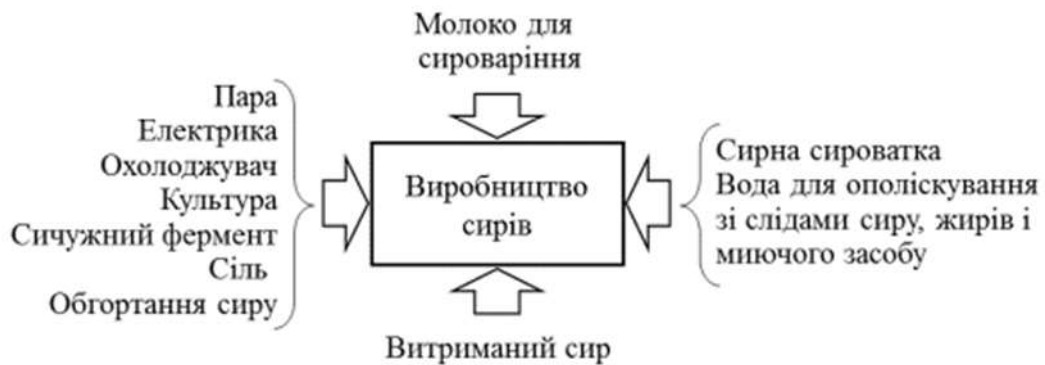 Молоко для
сироваріння
Пара
Електрика
Охолоджувач
Культура
Сичужний фермент
Сіль
Обгортання сиру
Виробництво
сирів
Сирна сироватка
Вода для ополіскування
зі слідами сиру, жирів і
миючого засобу
Витриманий сир